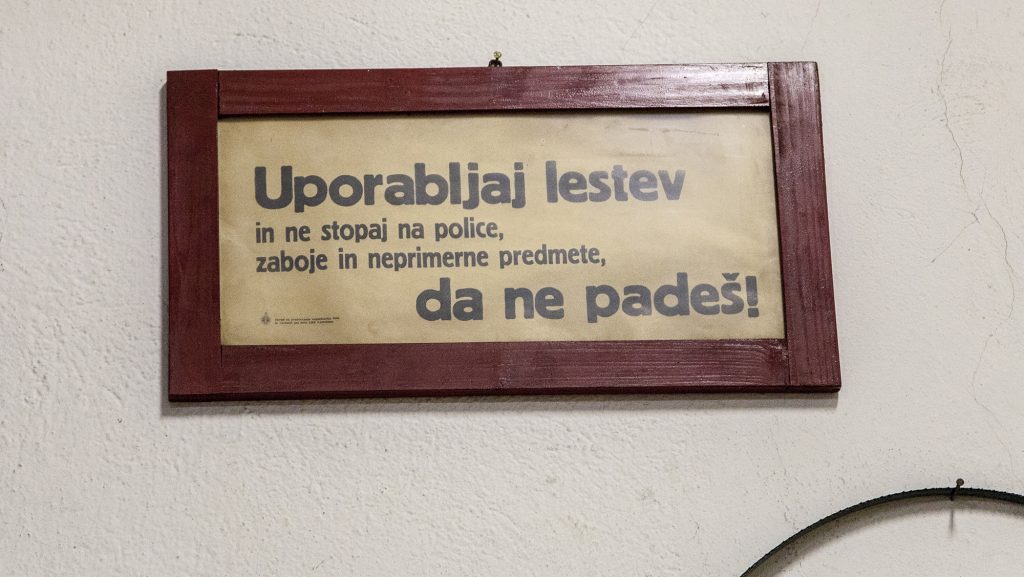 Uporabljaj lestev
in ne stopaj na police,
zaboje in neprimerne predmete,
da ne padeš!